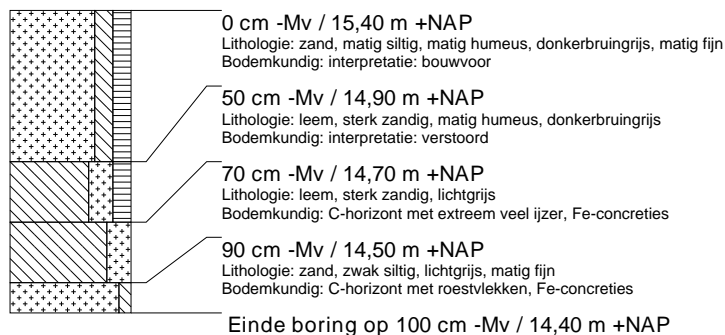 0 cm -Mv / 15,40 m +NAP
Lithologie: zand, matig siltig, matig humeus, donkerbruingrijs, matig fijn
Bodemkundig: interpretatie: bouwvoor
50 cm -Mv / 14,90 m +NAP
Lithologie: leem, sterk zandig, matig humeus, donkerbruingrijs
Bodemkundig: interpretatie: verstoord
70 cm -Mv / 14,70 m +NAP
Lithologie: leem, sterk zandig, lichtgrijs
Bodemkundig: C-horizont met extreem veel ijzer, Fe-concreties
90 cm -Mv / 14,50 m +NAP
Lithologie: zand, zwak siltig, lichtgrijs, matig fijn
Bodemkundig: C-horizont met roestvlekken, Fe-concreties
Einde boring op 100 cm -Mv / 14,40 m +NAP